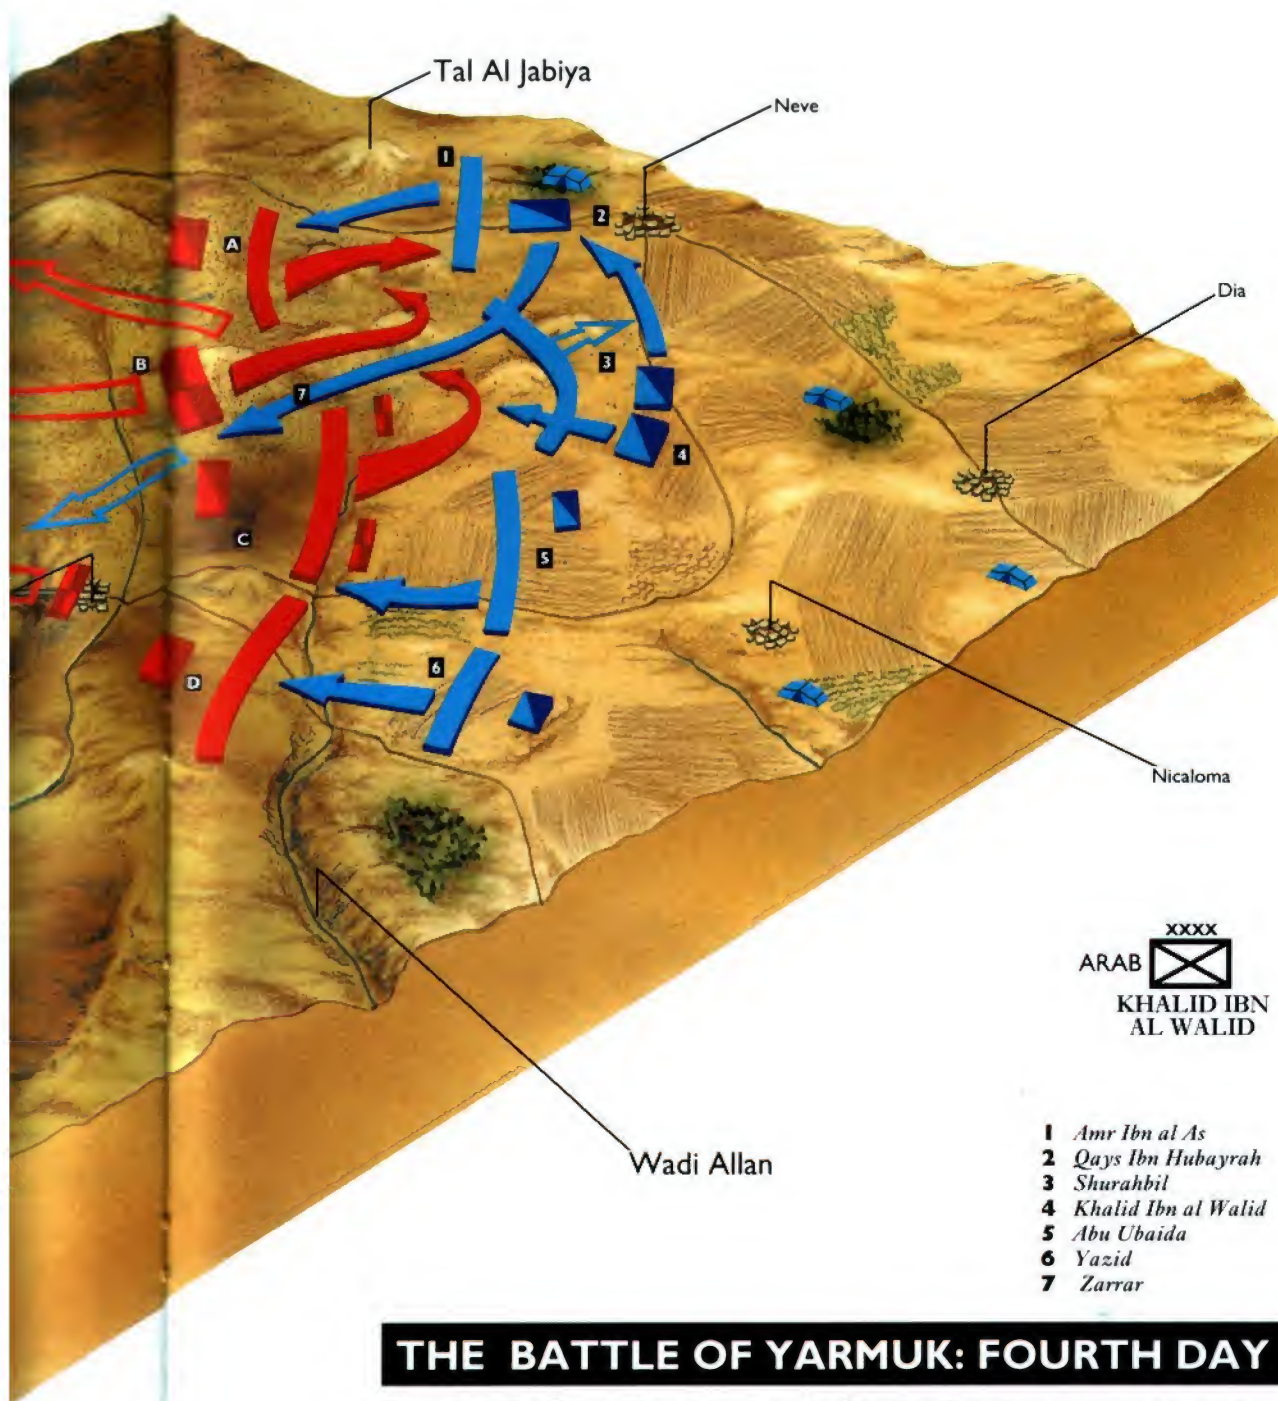 Tal Al Jabiya
Neve
1
2
A
Dia
B
3
7
4
C
5
6
D
Nicaloma
XXXX
ARAB
KHALID IBN
AL WALID
Wadi Allan
1 Amr Ibn al As
2 Qays Ibn Hubayrah
3 Shurahbil
4 Khalid Ibn al Walid
5 Abu Ubaida
6 Yazid
7 Zarrar
THE BATTLE OF YARMUK: FOURTH DAY